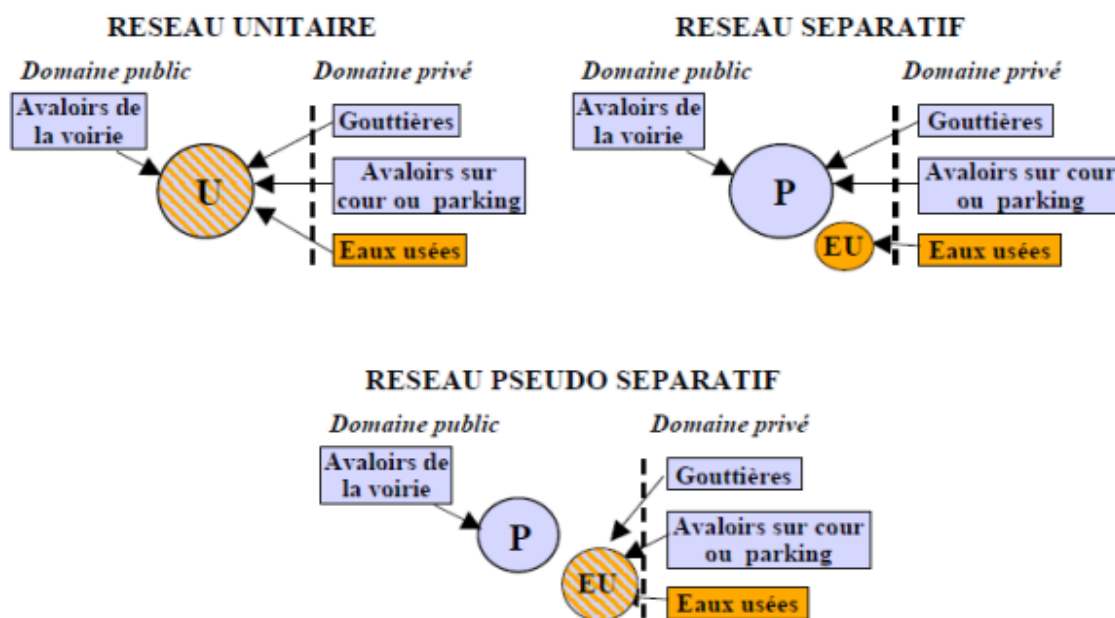 RESEAU UNITAIRE
Domaine public
Domaine privé
Avaloirs de
la voirie
U
Gouttières
Avaloirs sur
cour ou parking
Eaux usées
RESEAU SEPARATIF
Domaine public
Domaine privé
Avaloirs de
la voirie
P
EU
Gouttières
Avaloirs sur cour
ou parking
Eaux usées
RESEAU PSEUDO SEPARATIF
Domaine public
Domaine privé
Avaloirs de
la voirie
P
EU
Gouttières
Avaloirs sur cour
ou parking
Eaux usées